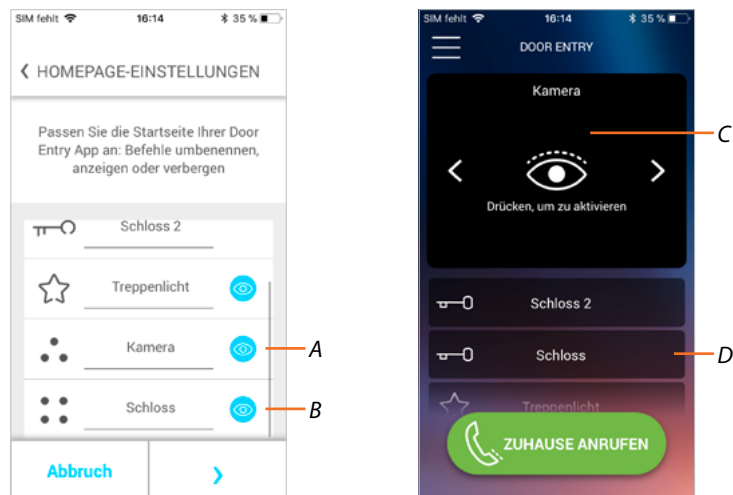 SIM fehlt 16:14 35 %
HOMEPAGE-EINSTELLUNGEN
Passen Sie die Startseite Ihrer Door
Entry App an: Befehle umbenennen,
anzeigen oder verbergen
Schloss 2
Treppenlicht
Kamera
A
Schloss
B
Abbruch
SIM fehlt 16:14 35 %
DOOR ENTRY
Kamera
C
Drücken, um zu aktivieren
Schloss 2
Schloss
D
Treppenlicht
ZUHAUSE ANRUFEN